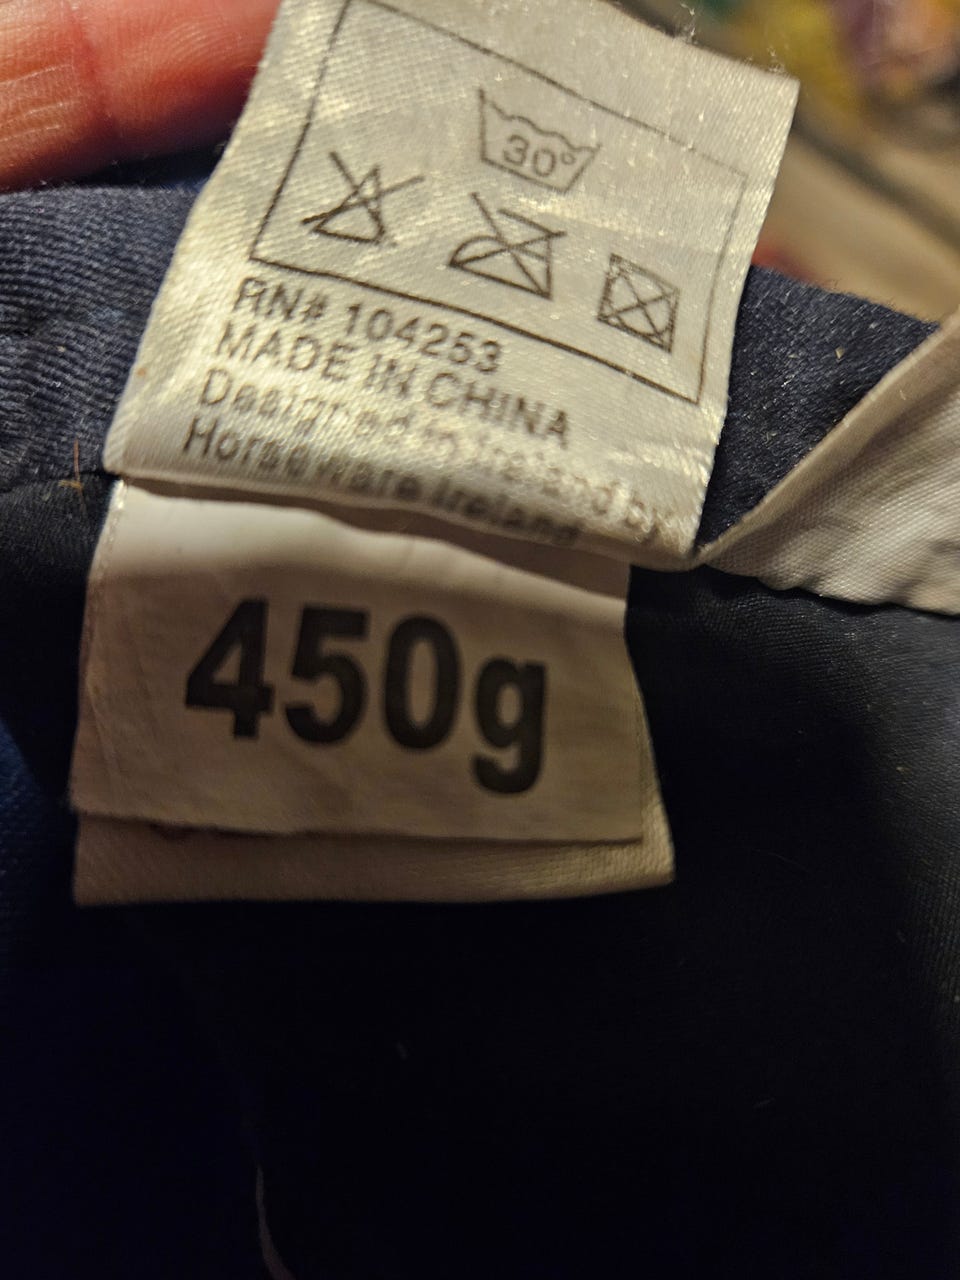 30°
RN# 104253
MADE IN CHINA
Designed in Ireland by
Horseware Ireland
450g